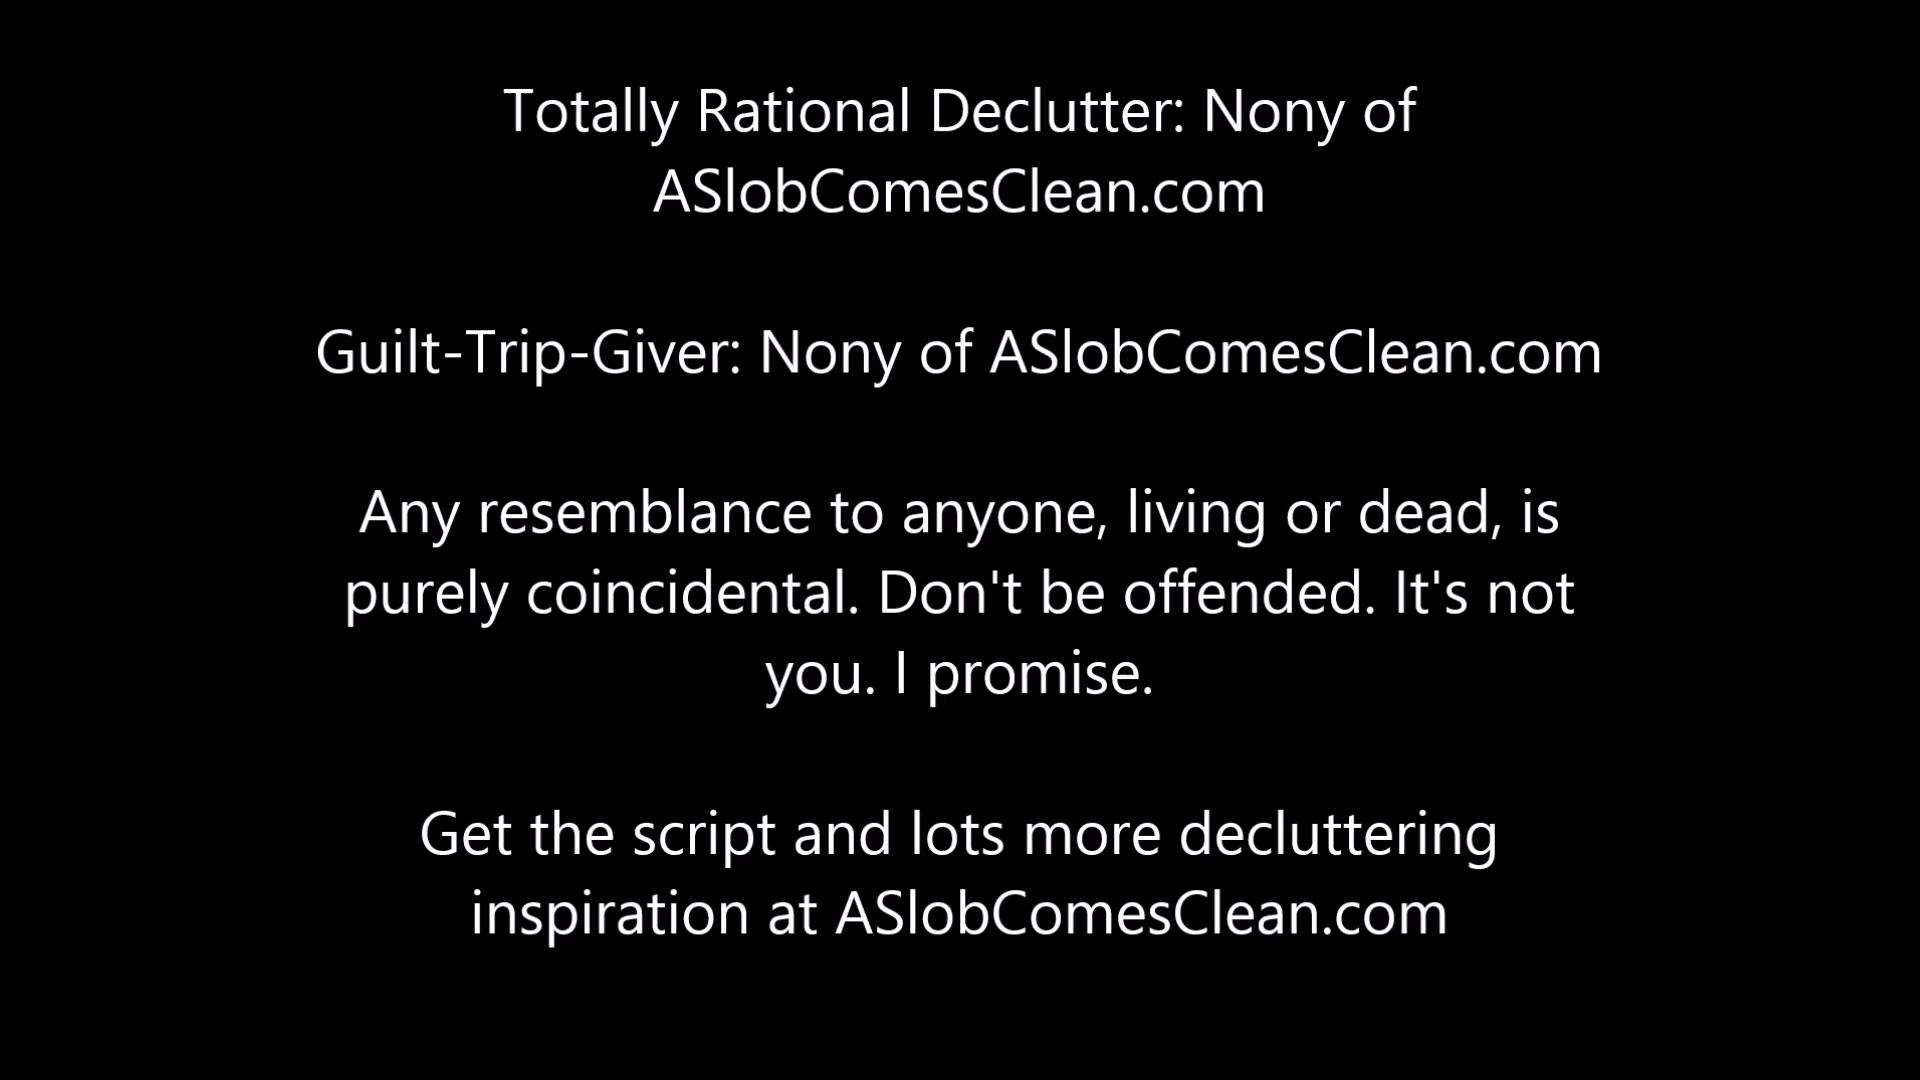 Totally Rational Declutter: Nony of
ASlobComesClean.com
Guilt-Trip-Giver: Nony of ASlobComesClean.com
Any resemblance to anyone, living or dead, is
purely coincidental. Don't be offended. It's not
you. I promise.
Get the script and lots more decluttering
inspiration at ASlobComesClean.com